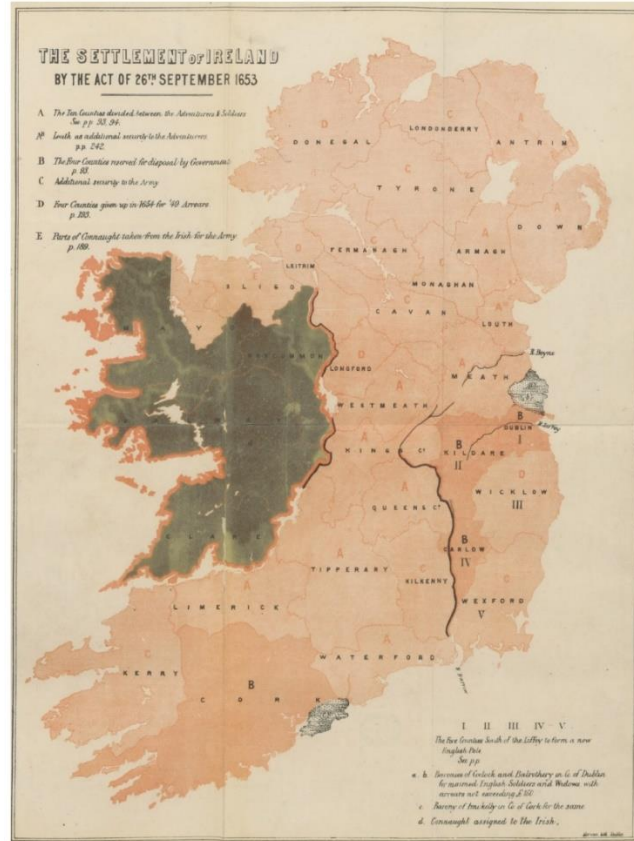 THE SETTLEMENT OF IRELAND
BY THE ACT OF 26TH SEPTEMBER 1653
A The Ten Counties divided between the Adventurers & Soldiers
See pp. 93, 94.
Louth as additional security to the Adventurers
p.p. 242.
B The Four Counties reserved for disposal by Government
p. 93.
C Additional security to the Army
D Four Counties given up in 1654 for '49 Arrears
p. 193.
E Parts of Connaught taken from the Irish for the Army
p. 189.
D
DONEGAL
C
LONDONDERRY
A
ANTRIM
C
TYRONE
A
DOWN
C
FERMANAGH
A
ARMAGH
LEITRIM
C
MONAGHAN
E
SLIGO
C
CAVAN
LOUTH
MAYO
ROSCOMMON
R. Boyne
D
LONGFORD
A
MEATH
A
WESTMEATH
B
DUBLIN
I
R. Liffey
A
KINGS Co.
B
KILDARE
II
D
WICKLOW
III
A
QUEENS Co.
CLARE
B
CARLOW
IV
A
TIPPERARY
C
KILKENNY
C
WEXFORD
V
A
LIMERICK
A
WATERFORD
C
KERRY
B
CORK
I II III IV V
The Five Counties South of the Liffey to form a new
English Pale
See pp
a. b. Baronies of and Balrothery in Co. of Dublin
for maimed English Soldiers and Widows with
arrears not exceeding £150
c. Barony of Imokelly in Co. of Cork for the same
d. Connaught assigned to the Irish.